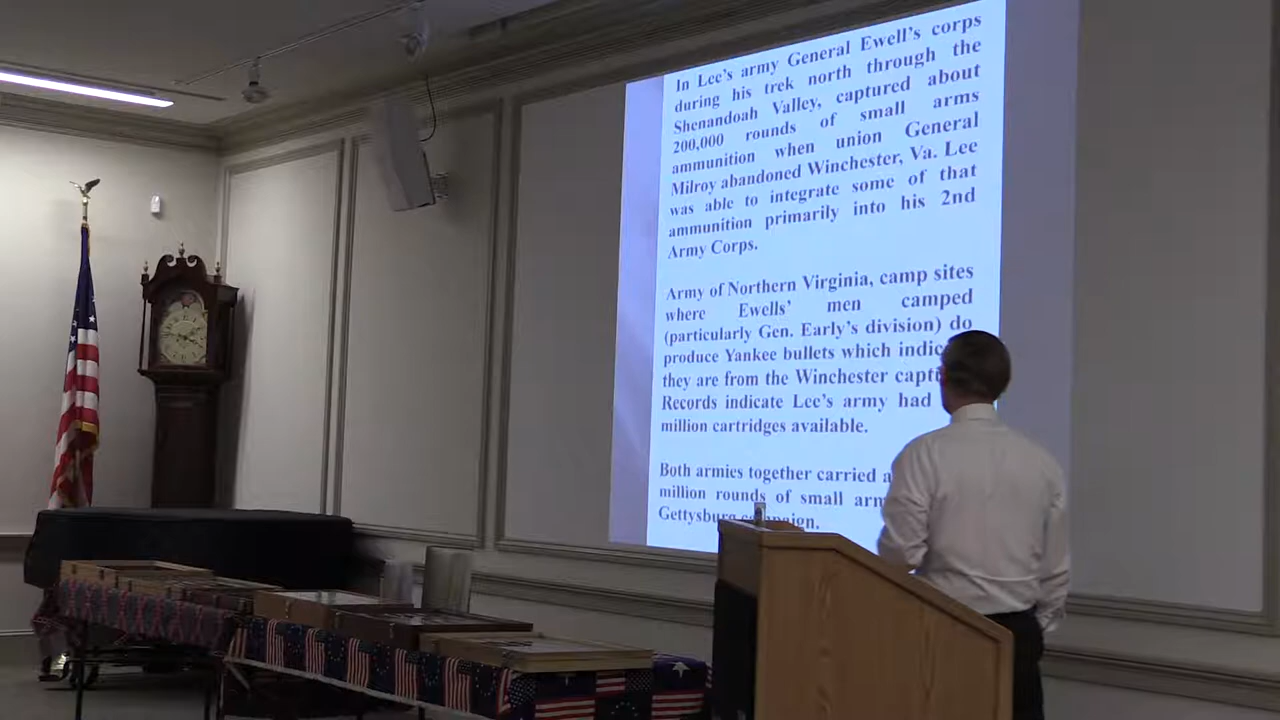 In Lee's army General Ewell's corps
during his trek north through the
Shenandoah Valley, captured about
200,000 rounds of small arms
ammunition when union General
Milroy abandoned Winchester, Va. Lee
was able to integrate some of that
ammunition primarily into his 2nd
Army Corps.
Army of Northern Virginia, camp sites
where Ewells' men camped
(particularly Gen. Early's division) do
produce Yankee bullets which
they are from the Winchester
Records indicate Lee's army had
million cartridges available.
Both armies together carried
million rounds of small
Gettysburg